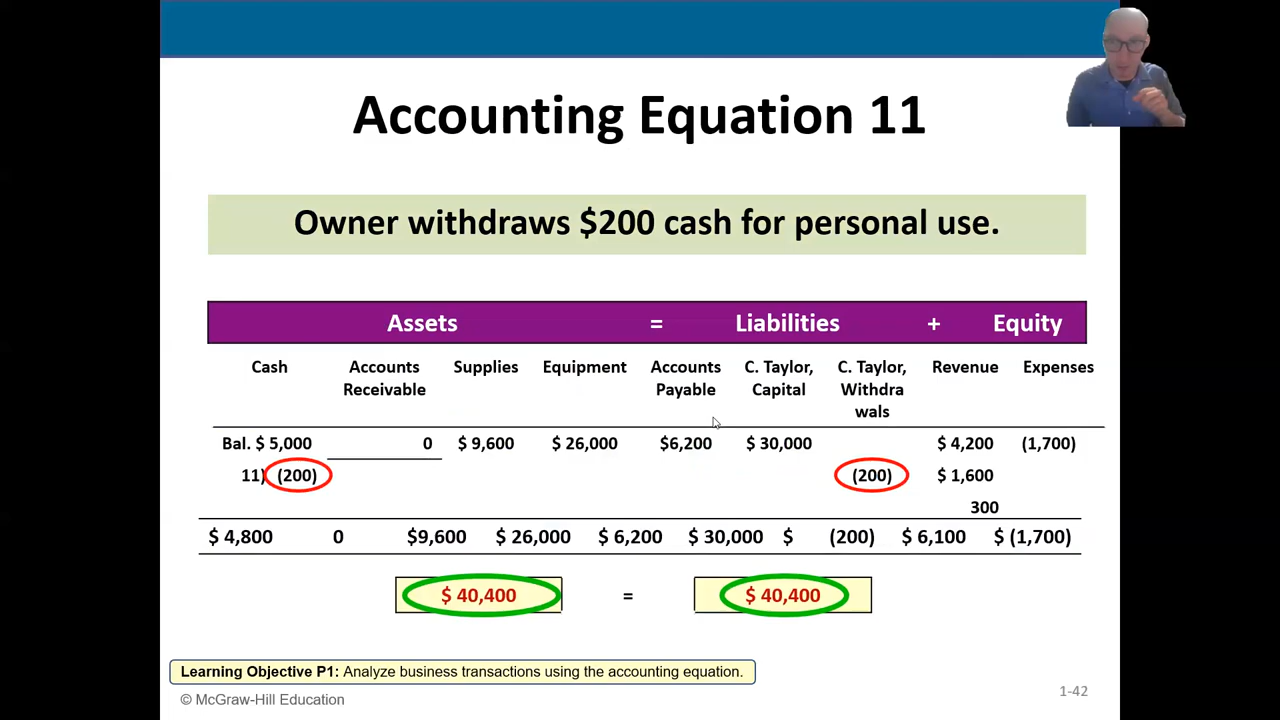 Accounting Equation 11
Owner withdraws $200 cash for personal use.
Assets = Liabilities + Equity
Cash Accounts Receivable Supplies Equipment Accounts Payable C. Taylor, Capital C. Taylor, Withdra wals Revenue Expenses
Bal. $ 5,000 0 $ 9,600 $ 26,000 $6,200 $ 30,000 $ 4,200 (1,700)
11) (200) (200) $ 1,600
300
$ 4,800 0 $9,600 $ 26,000 $ 6,200 $ 30,000 $ (200) $ 6,100 $ (1,700)
$ 40,400 = $ 40,400
Learning Objective P1: Analyze business transactions using the accounting equation.
© McGraw-Hill Education
1-42